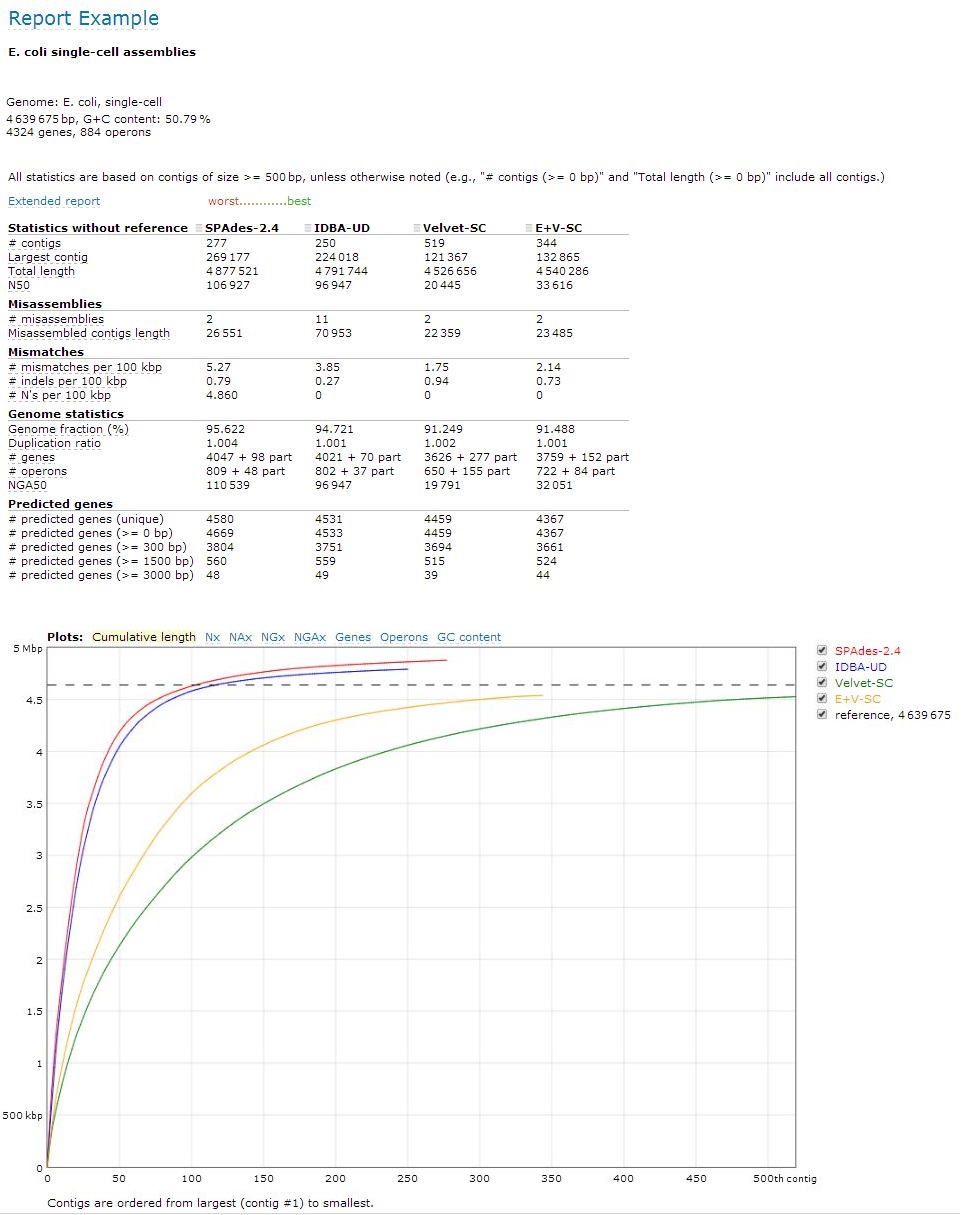 Report Example
E. coli single-cell assemblies
Genome: E. coli, single-cell
4 639 675 bp, G+C content: 50.79 %
4324 genes, 884 operons
All statistics are based on contigs of size >= 500 bp, unless otherwise noted (e.g., "# contigs (>= 0 bp)" and "Total length (>= 0 bp)" include all contigs.)
Extended report worst............best
Statistics without reference SPAdes-2.4 IDBA-UD Velvet-SC E+V-SC
# contigs 277 250 519 344
Largest contig 269 177 224 018 121 367 132 865
Total length 4 877 521 4 791 744 4 526 656 4 540 286
N50 106 927 96 947 20 445 33 616
Misassemblies
# misassemblies 2 11 2 2
Misassembled contigs length 26 551 70 953 22 359 23 485
Mismatches
# mismatches per 100 kbp 5.27 3.85 1.75 2.14
# indels per 100 kbp 0.79 0.27 0.94 0.73
# N's per 100 kbp 4.860 0 0 0
Genome statistics
Genome fraction (%) 95.622 94.721 91.249 91.488
Duplication ratio 1.004 1.001 1.002 1.001
# genes 4047 + 98 part 4021 + 70 part 3626 + 277 part 3759 + 152 part
# operons 809 + 48 part 802 + 37 part 650 + 155 part 722 + 84 part
NGA50 110 539 96 947 19 791 32 051
Predicted genes
# predicted genes (unique) 4580 4531 4459 4367
# predicted genes (>= 0 bp) 4669 4533 4459 4367
# predicted genes (>= 300 bp) 3804 3751 3694 3661
# predicted genes (>= 1500 bp) 560 559 515 524
# predicted genes (>= 3000 bp) 48 49 39 44
Plots: Cumulative length Nx NAx NGx NGAx Genes Operons GC content
5 Mbp
4.5
4
3.5
3
2.5
2
1.5
1
500 kbp
0
SPAdes-2.4
IDBA-UD
Velvet-SC
E+V-SC
reference, 4 639 675
0 50 100 150 200 250 300 350 400 450 500th contig
Contigs are ordered from largest (contig #1) to smallest.